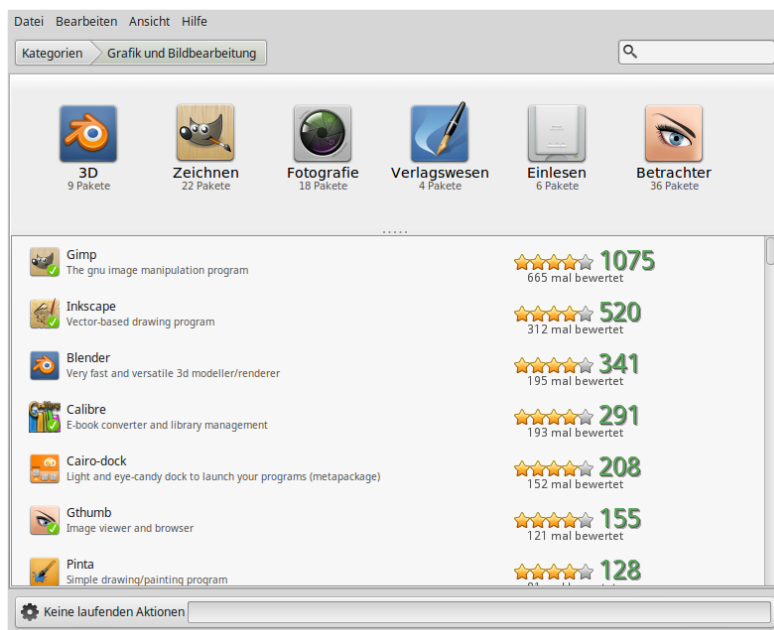 Datei Bearbeiten Ansicht Hilfe
Kategorien Grafik und Bildbearbeitung
3D
9 Pakete
Zeichnen
22 Pakete
Fotografie
18 Pakete
Verlagswesen
4 Pakete
Einlesen
6 Pakete
Betrachter
36 Pakete
Gimp
The gnu image manipulation program
1075
665 mal bewertet
Inkscape
Vector-based drawing program
520
312 mal bewertet
Blender
Very fast and versatile 3d modeller/renderer
341
195 mal bewertet
Calibre
E-book converter and library management
291
193 mal bewertet
Cairo-dock
Light and eye-candy dock to launch your programs (metapackage)
208
152 mal bewertet
Gthumb
Image viewer and browser
155
121 mal bewertet
Pinta
Simple drawing/painting program
128
Keine laufenden Aktionen